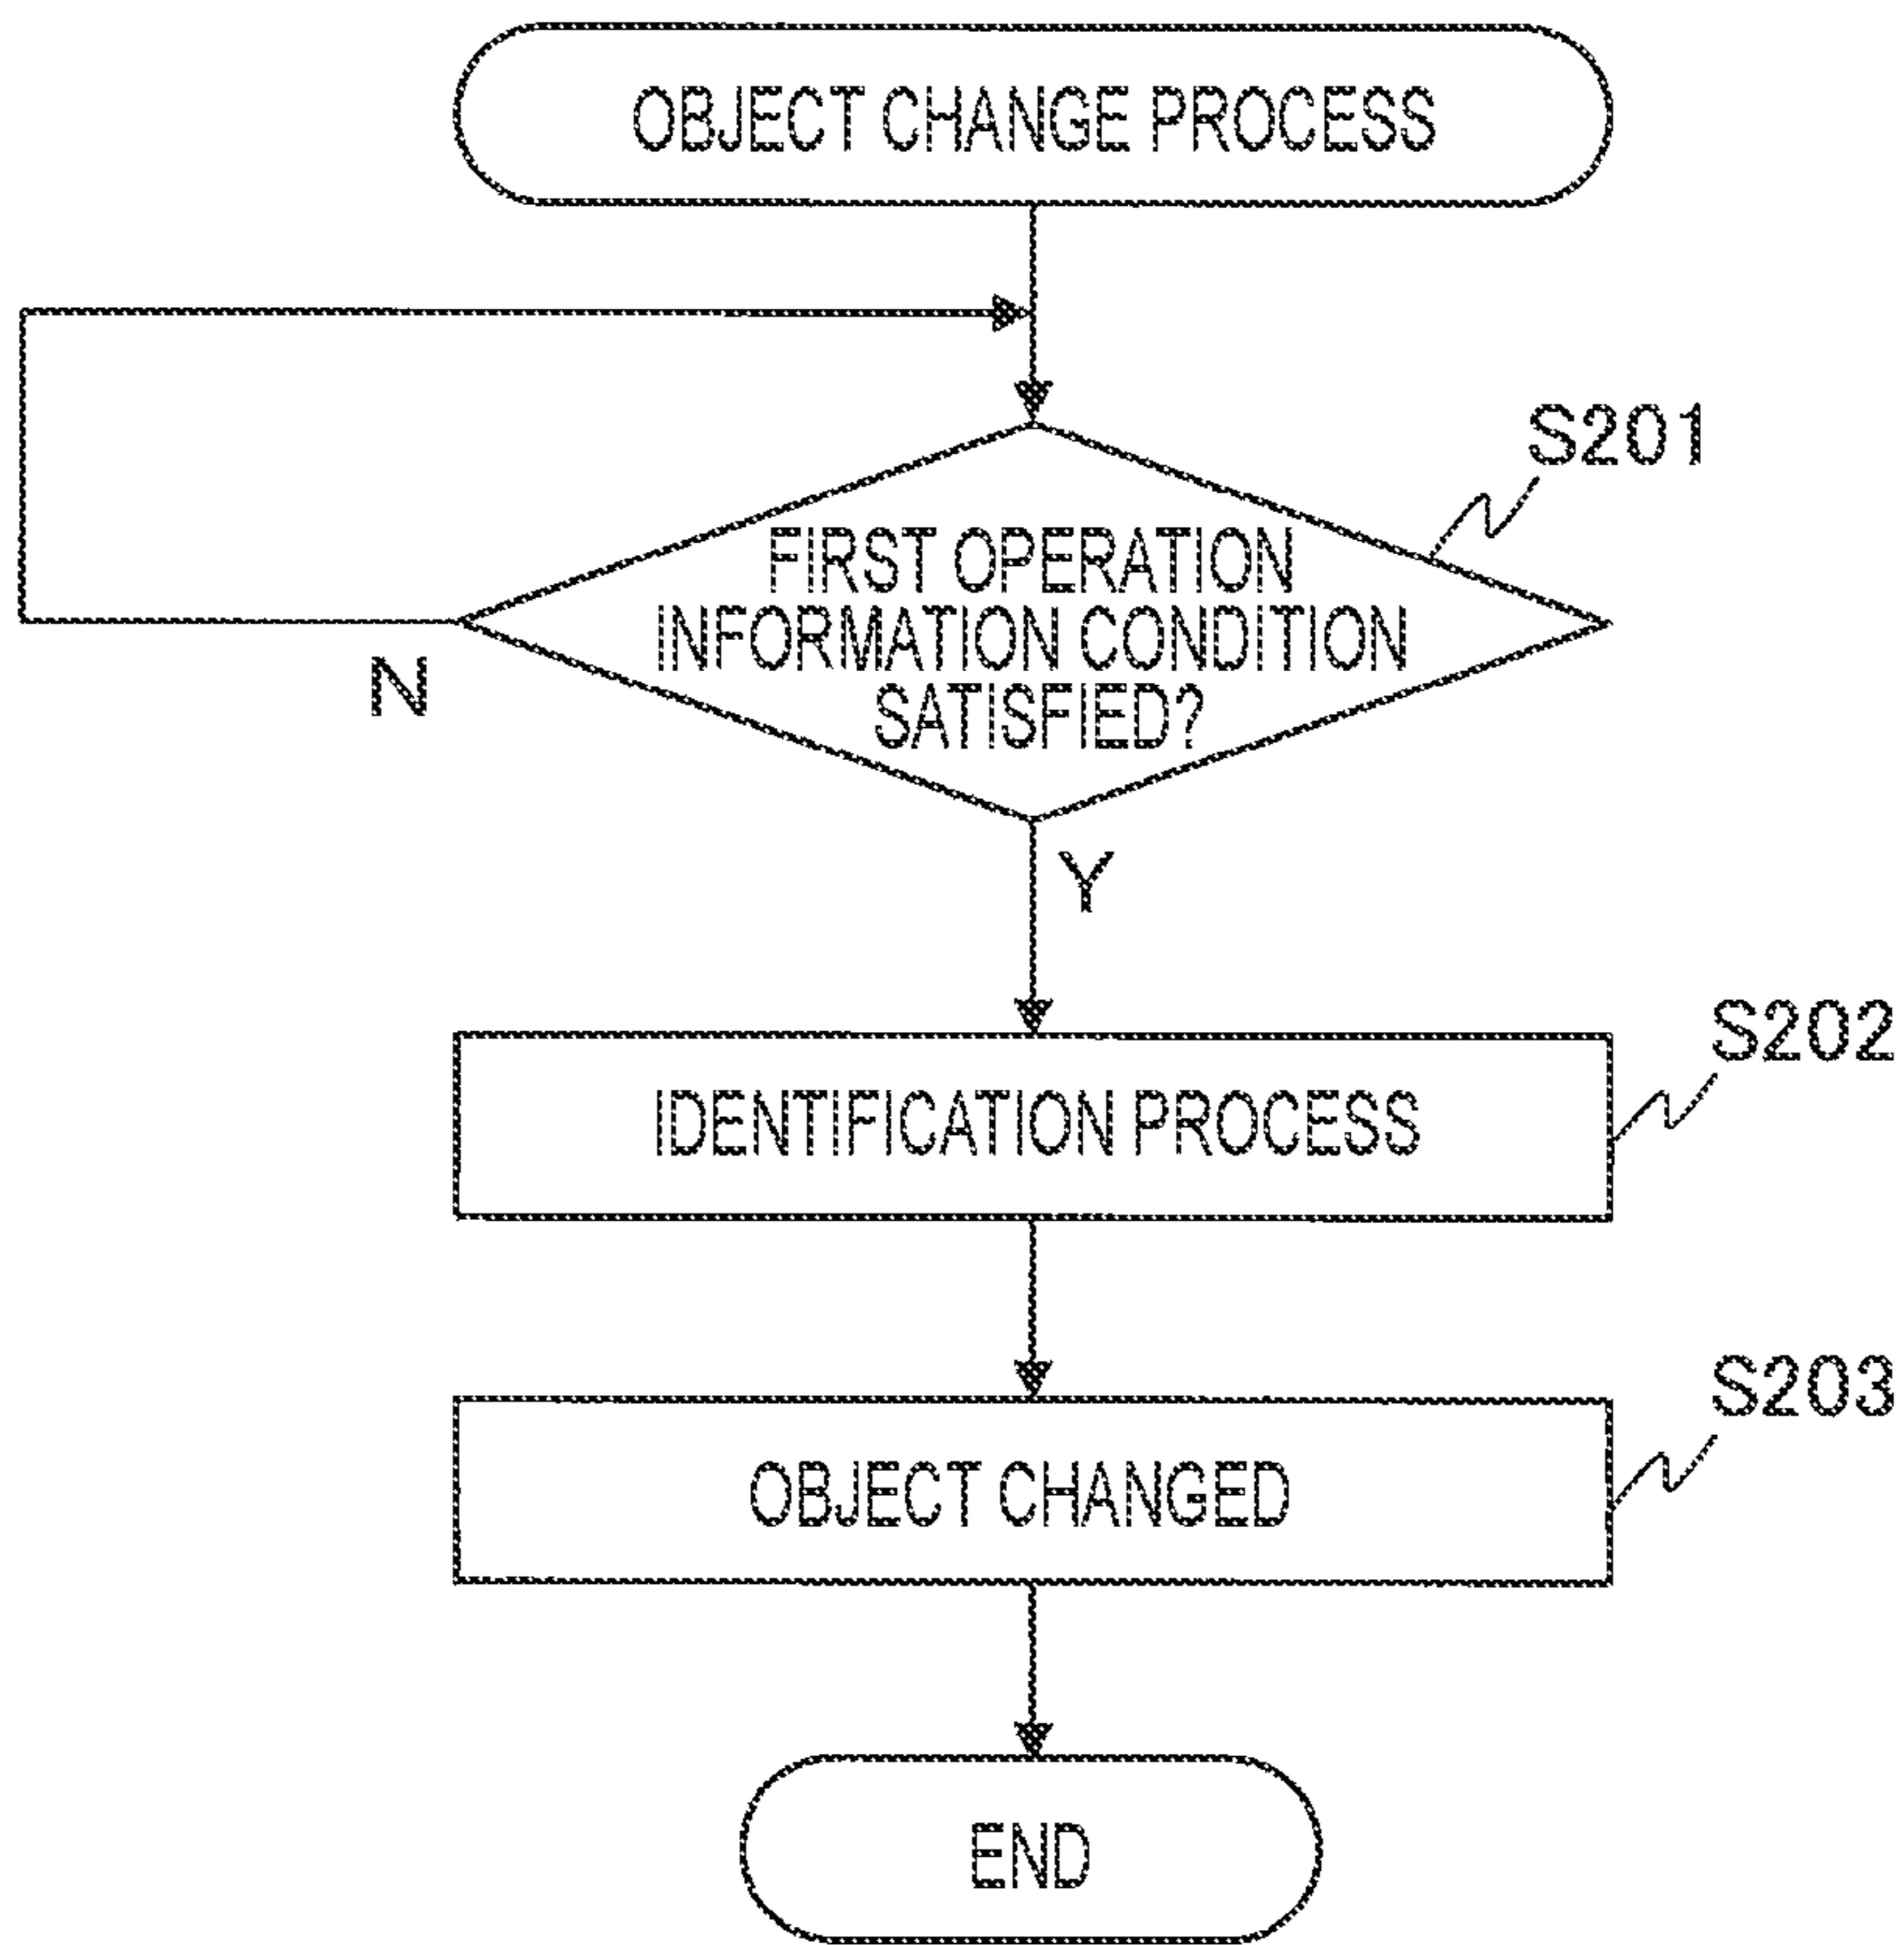 OBJECT CHANGE PROCESS
S201
FIRST OPERATION
INFORMATION CONDITION
SATISFIED?
N
Y
S202
IDENTIFICATION PROCESS
S203
OBJECT CHANGED
END